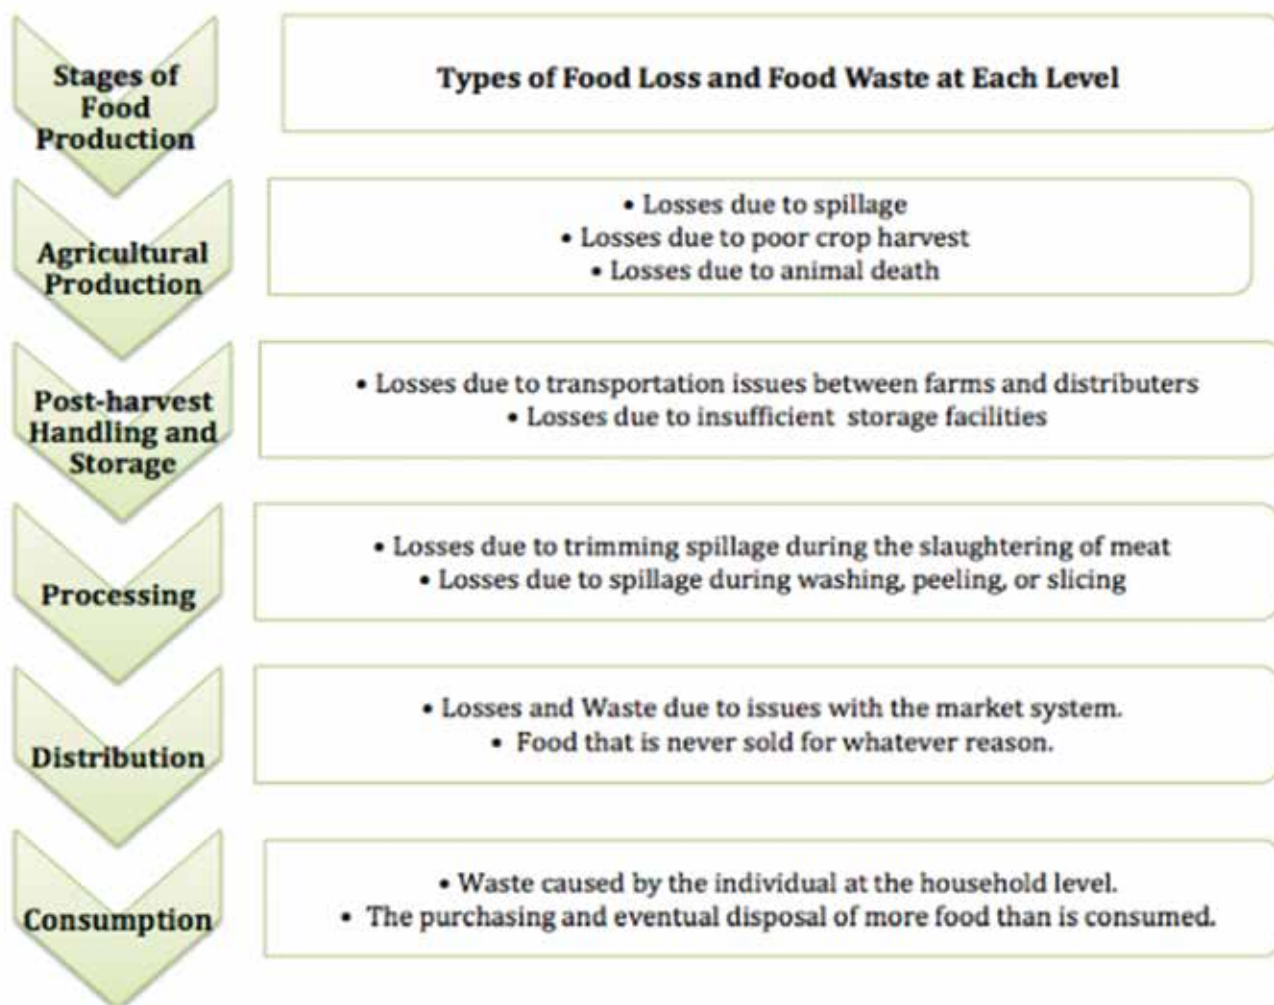 Stages of
Food
Production
Types of Food Loss and Food Waste at Each Level
Agricultural
Production
• Losses due to spillage
• Losses due to poor crop harvest
• Losses due to animal death
Post-harvest
Handling and
Storage
• Losses due to transportation issues between farms and distributers
• Losses due to insufficient storage facilities
Processing
• Losses due to trimming spillage during the slaughtering of meat
• Losses due to spillage during washing, peeling, or slicing
Distribution
• Losses and Waste due to issues with the market system.
• Food that is never sold for whatever reason.
Consumption
• Waste caused by the individual at the household level.
• The purchasing and eventual disposal of more food than is consumed.